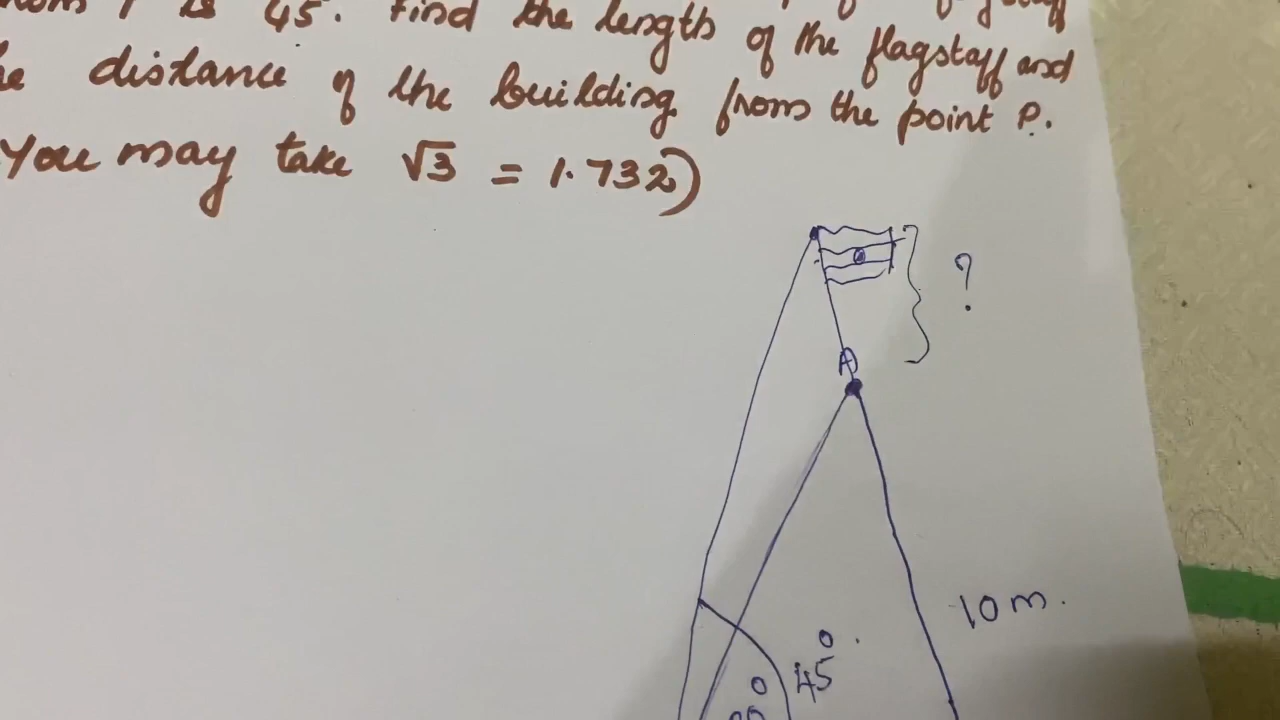 is 45. Find the length of the flagstaff and
distance of the building from the point P.
You may take √3 = 1.732)
?
A
10 m.
45°.